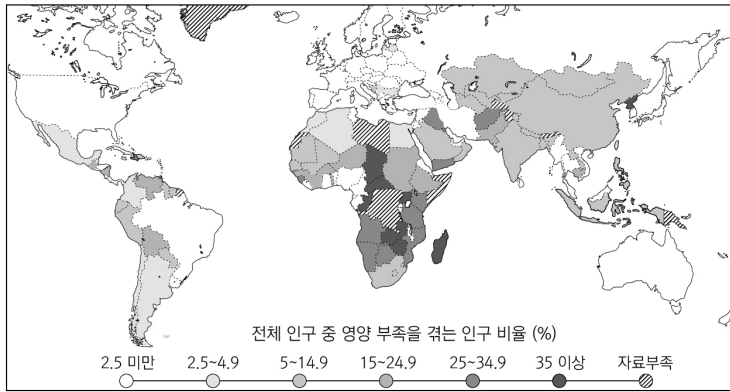 전체 인구 중 영양 부족을 겪는 인구 비율 (%)
2.5 미만 2.5~4.9 5~14.9 15~24.9 25~34.9 35 이상 자료부족